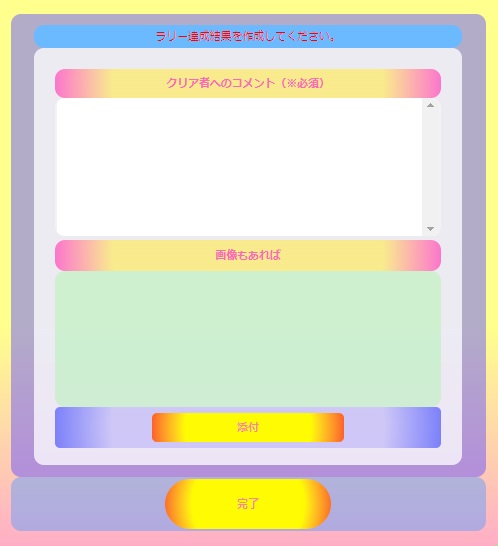 ラリー達成結果を作成してください。
クリア者へのコメント（※必須）
画像もあれば
添付
完了